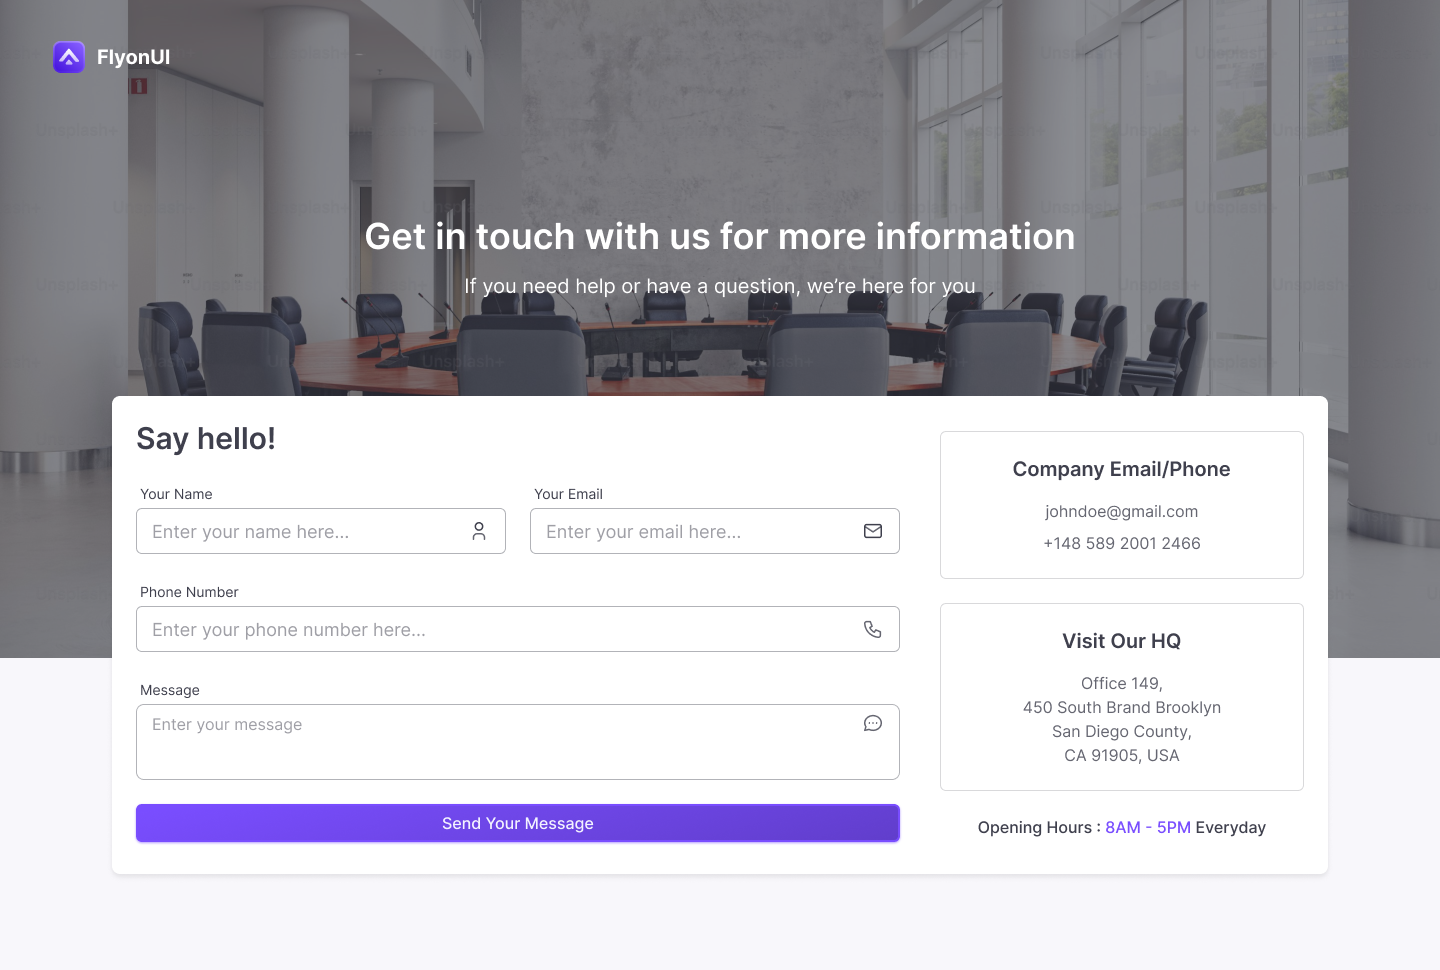 FlyonUI
Get in touch with us for more information
If you need help or have a question, we're here for you
Say hello!
Your Name
Enter your name here...
Your Email
Enter your email here...
Phone Number
Enter your phone number here...
Message
Enter your message
Send Your Message
Company Email/Phone
johndoe@gmail.com
+148 589 2001 2466
Visit Our HQ
Office 149,
450 South Brand Brooklyn
San Diego County,
CA 91905, USA
Opening Hours : 8AM - 5PM Everyday
Unsplash+